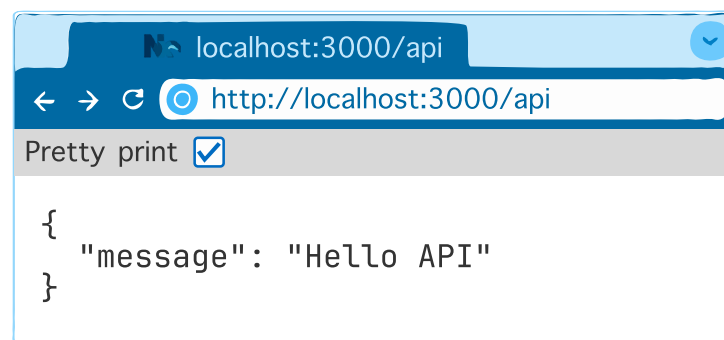 localhost:3000/api
http://localhost:3000/api
Pretty print
{
"message": "Hello API"
}